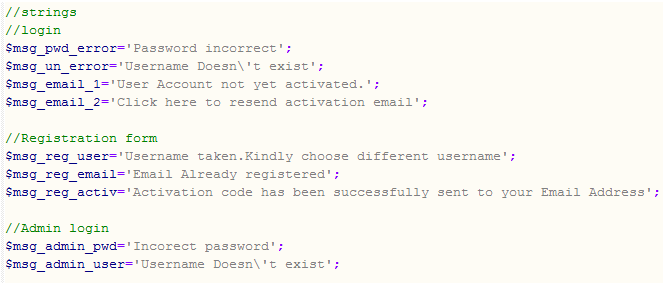 //strings
//login
$msg_pwd_error='Password incorrect';
$msg_un_error='Username Doesn\'t exist';
$msg_email_1='User Account not yet activated.';
$msg_email_2='Click here to resend activation email';
//Registration form
$msg_reg_user='Username taken.Kindly choose different username';
$msg_reg_email='Email Already registered';
$msg_reg_activ='Activation code has been successfully sent to your Email Address';
//Admin login
$msg_admin_pwd='Incorect password';
$msg_admin_user='Username Doesn\'t exist';